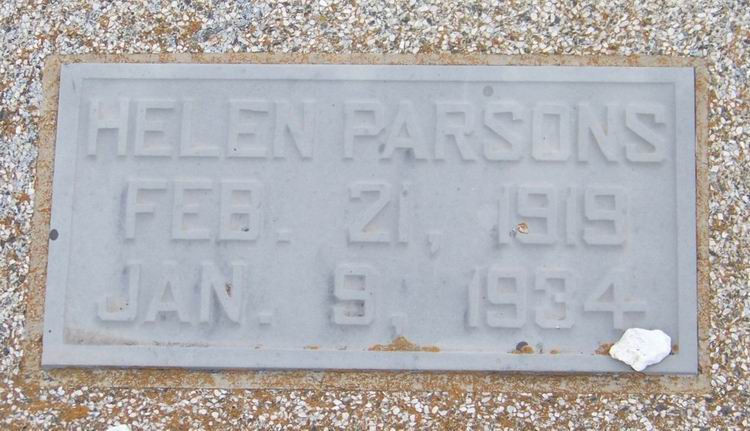 HELEN PARSONS
FEB. 21, 1919
JAN. 9, 1934